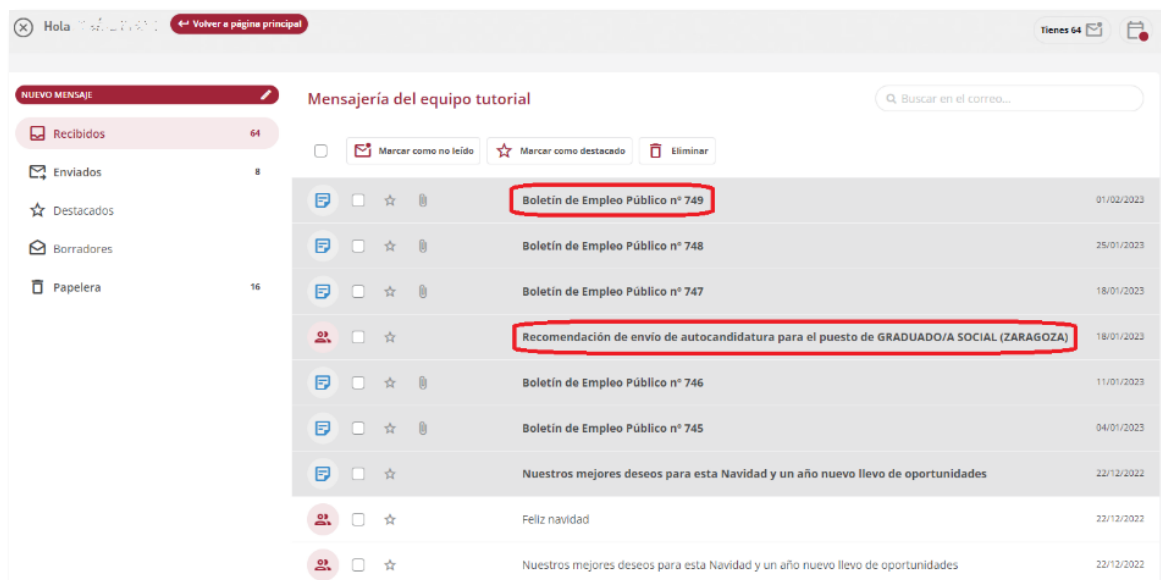 Hola
Volver a página principal
Tienes 64
NUEVO MENSAJE
Recibidos 64
Enviados 8
Destacados
Borradores
Papelera 16
Mensajería del equipo tutorial
Buscar en el correo...
Marcar como no leído Marcar como destacado Eliminar
Boletín de Empleo Público nº 749 01/02/2023
Boletín de Empleo Público nº 748 25/01/2023
Boletín de Empleo Público nº 747 18/01/2023
Recomendación de envío de autocandidatura para el puesto de GRADUADO/A SOCIAL (ZARAGOZA) 18/01/2023
Boletín de Empleo Público nº 746 11/01/2023
Boletín de Empleo Público nº 745 04/01/2023
Nuestros mejores deseos para esta Navidad y un año nuevo llevo de oportunidades 22/12/2022
Feliz navidad 22/12/2022
Nuestros mejores deseos para esta Navidad y un año nuevo llevo de oportunidades 22/12/2022